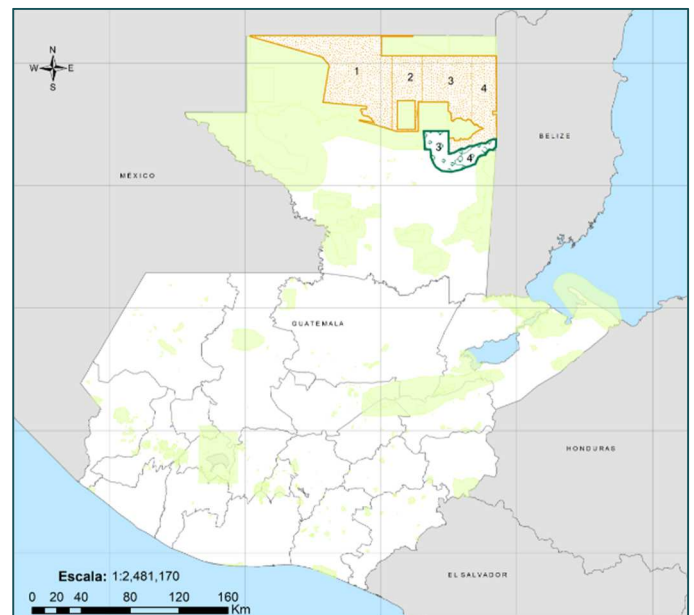 N
W E
S
1
2
3
4
3
4
BELIZE
MÉXICO
GUATEMALA
HONDURAS
EL SALVADOR
Escala: 1:2,481,170
0 20 40 80 120 160
Km